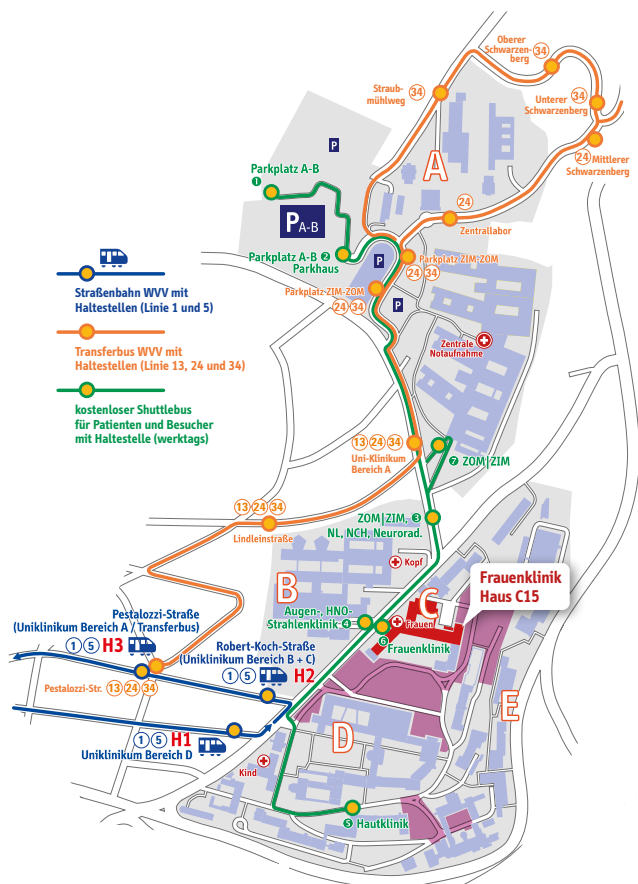 Oberer
Schwarzen-
berg
34
Straub-
mühlweg
34
34
Unterer
Schwarzenberg
24 Mittlerer
Schwarzenberg
A
P
Parkplatz A-B
1
24
Zentrallabor
PA-B
Parkplatz A-B 2
Parkhaus
P
Parkplatz ZIM-ZOM
24 34
Parkplatz ZIM-ZOM
24 34
P
Straßenbahn WVV mit
Haltestellen (Linie 1 und 5)
Transferbus WVV mit
Haltestellen (Linie 13, 24 und 34)
kostenloser Shuttlebus
für Patienten und Besucher
mit Haltestelle (werktags)
Zentrale
Notaufnahme
13 24 34
Uni-Klinikum
Bereich A
7 ZOM|ZIM
13 24 34
Lindleinstraße
ZOM|ZIM, 3
NL, NCH, Neurorad.
Kopf
B
C
Frauenklinik
Haus C15
Augen-, HNO-
Strahlenklinik 4
Frauen
6
Frauenklinik
Pestalozzi-Straße
(Uniklinikum Bereich A / Transferbus)
1 5 H3
Robert-Koch-Straße
(Uniklinikum Bereich B + C)
1 5 H2
Pestalozzi-Str. 13 24 34
E
D
1 5 H1
Uniklinikum Bereich D
Kind
5 Hautklinik